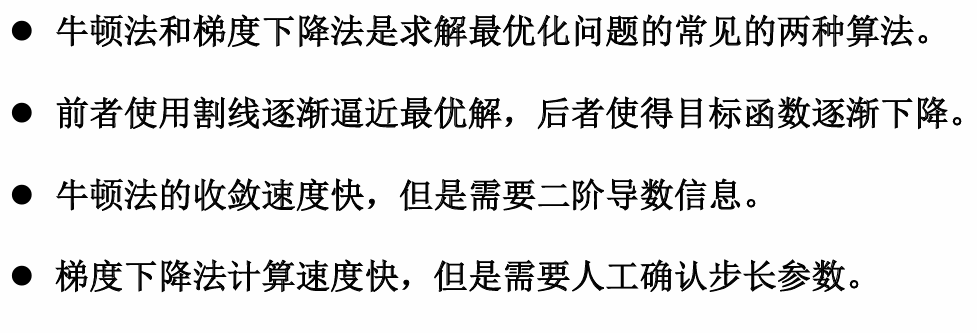 ● 牛顿法和梯度下降法是求解最优化问题的常见的两种算法。
● 前者使用割线逐渐逼近最优解，后者使得目标函数逐渐下降。
● 牛顿法的收敛速度快，但是需要二阶导数信息。
● 梯度下降法计算速度快，但是需要人工确认步长参数。